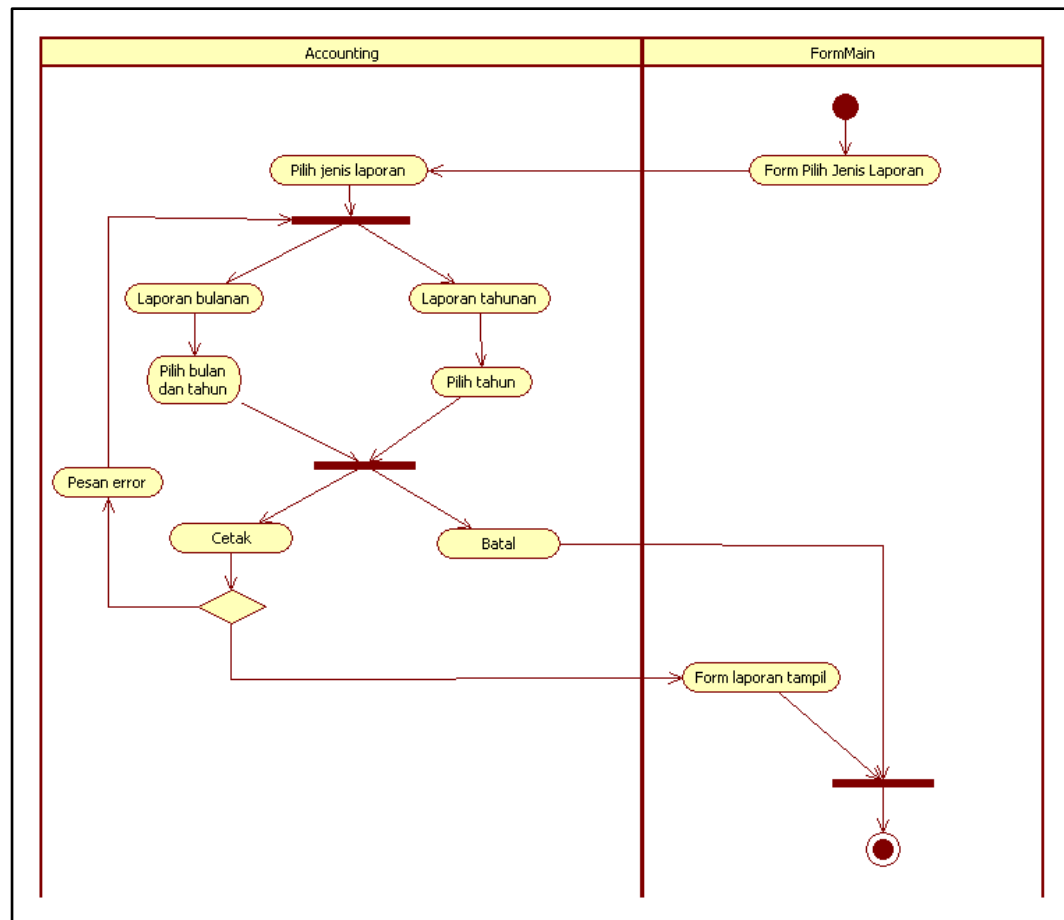 Accounting
FormMain
Pilih jenis laporan
Form Pilih Jenis Laporan
Laporan bulanan
Laporan tahunan
Pilih bulan
dan tahun
Pilih tahun
Pesan error
Cetak
Batal
Form laporan tampil